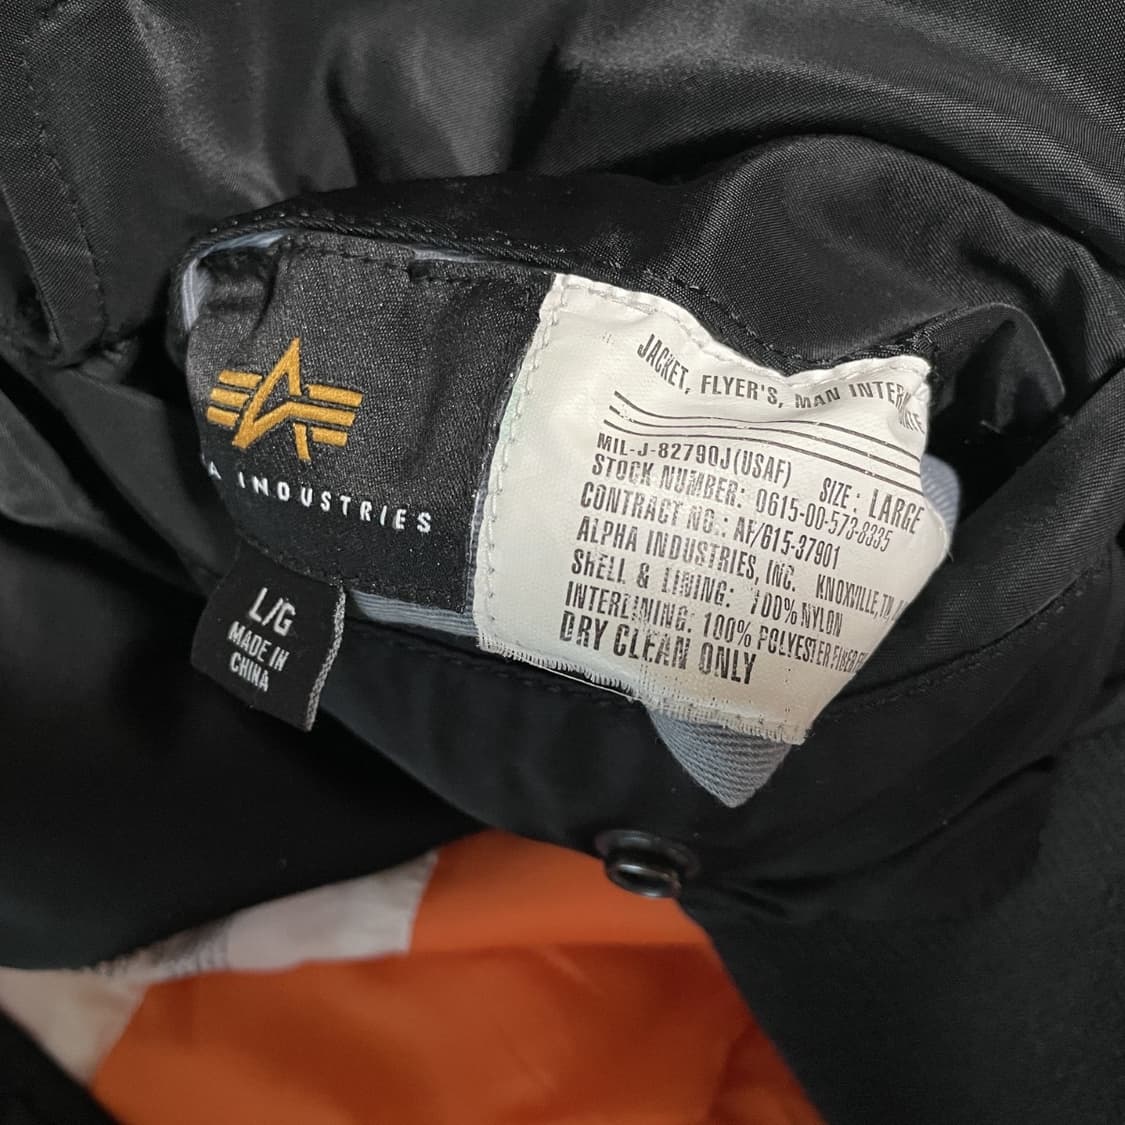 A INDUSTRIES
L/G
MADE IN
CHINA
JACKET, FLYER'S, MAN
MIL-J-82790J(USAF) SIZE: LARGE
STOCK NUMBER: 0615-00-573-8335
CONTRACT NO.: AF/615-37901
ALPHA INDUSTRIES, INC. KNOXVILLE,TN,
SHELL & LINING: 100% NYLON
INTERLINING: 100% POLYESTER FIBER
DRY CLEAN ONLY